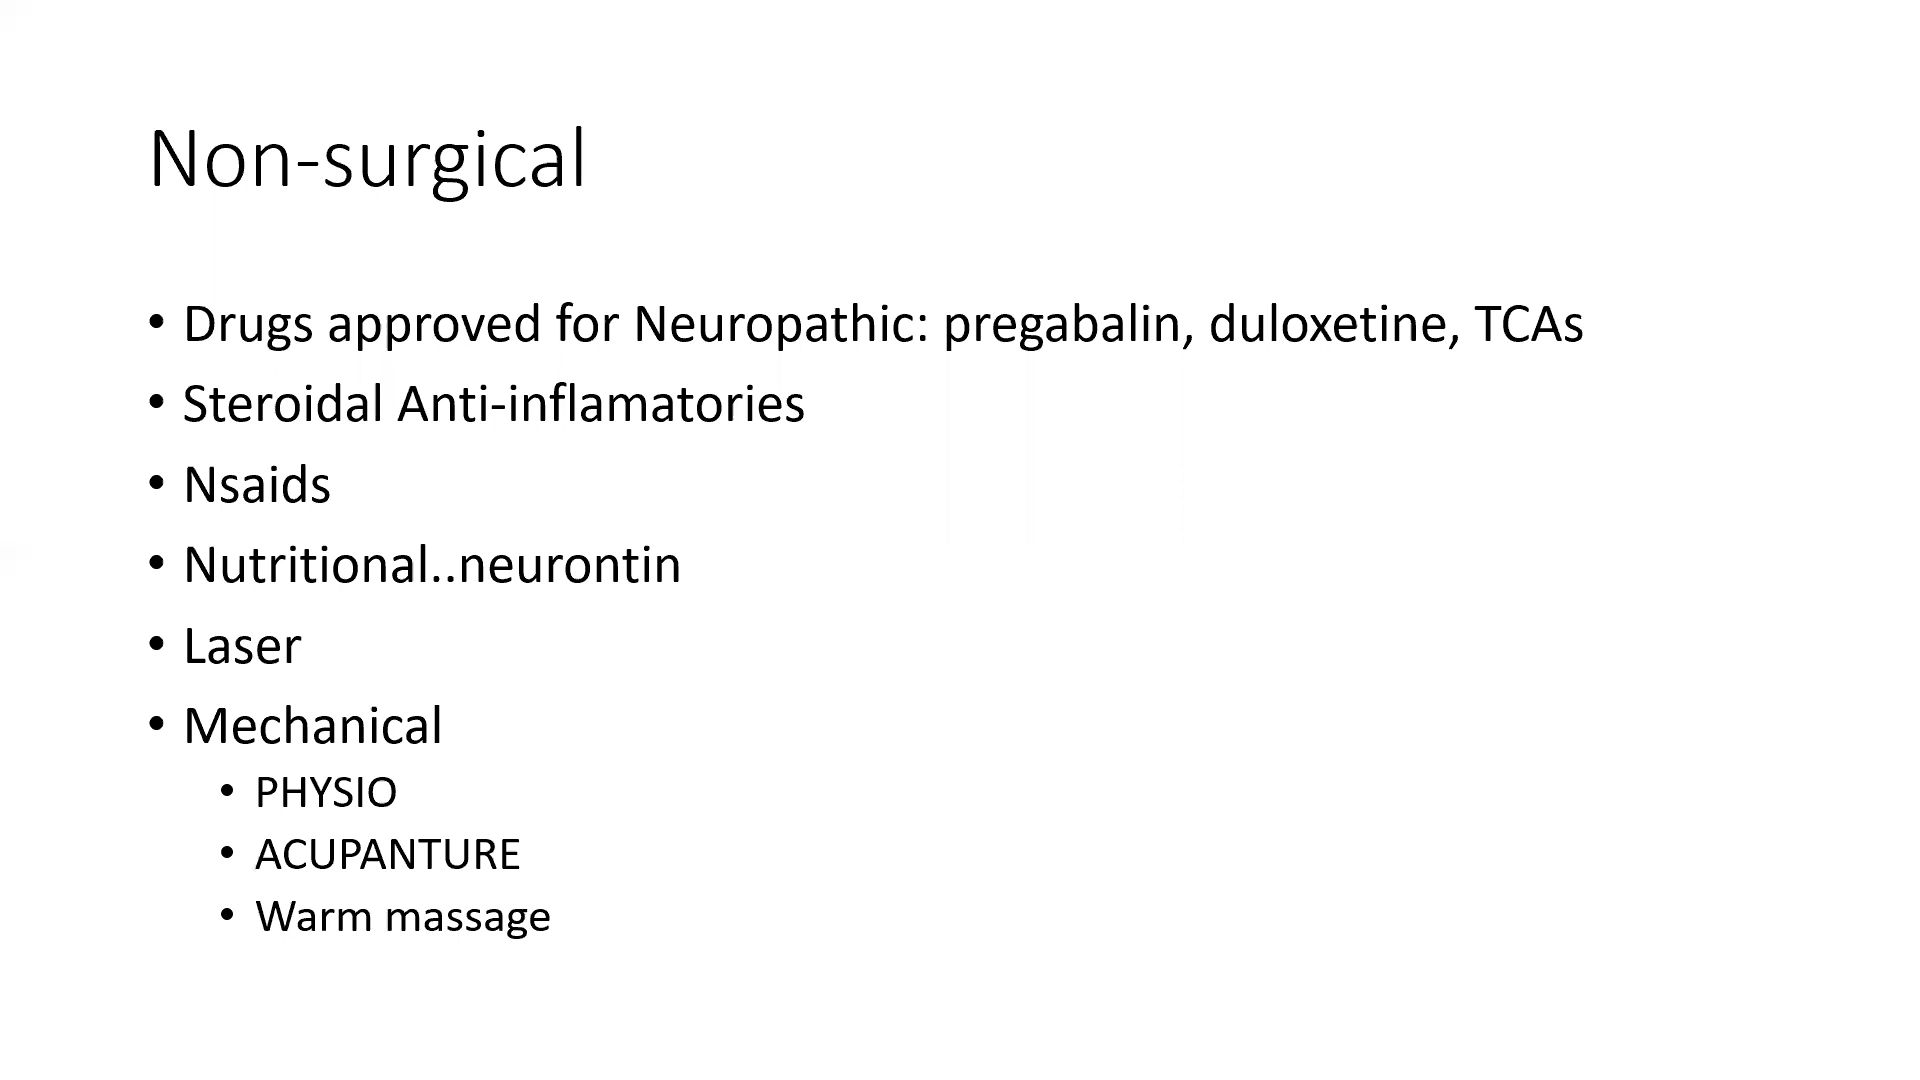 Non-surgical
• Drugs approved for Neuropathic: pregabalin, duloxetine, TCAs
• Steroidal Anti-inflamatories
• Nsaids
• Nutritional..neurontin
• Laser
• Mechanical
• PHYSIO
• ACUPANTURE
• Warm massage